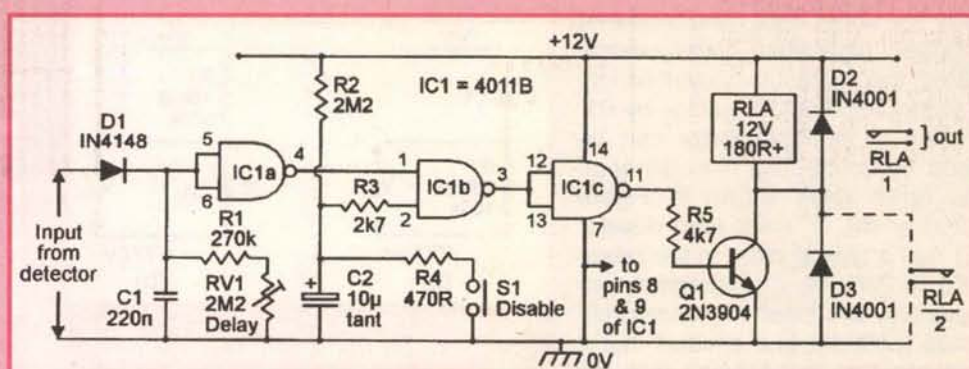 +12V
D1
IN4148
R2
2M2
IC1 = 4011B
D2
IN4001
RLA
12V
180R+
out
RLA
1
5
6
IC1a
4
1
2
IC1b
3
12
13
IC1c
14
11
7
R3
2k7
R5
4k7
Input
from
detector
R1
270k
RV1
2M2
Delay
C1
220n
+
C2
10µ
tant
R4
470R
S1
Disable
to
pins 8
& 9
of IC1
Q1
2N3904
D3
IN4001
RLA
2
0V